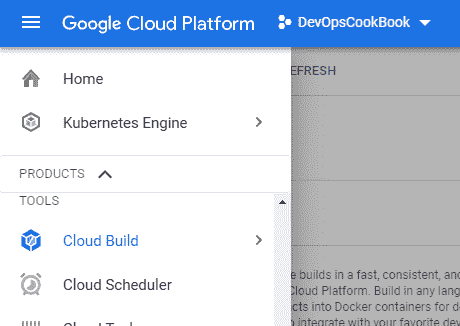 Google Cloud Platform
DevOpsCookBook
Home
EFRESH
Kubernetes Engine
PRODUCTS
TOOLS
Cloud Build
e builds in a fast, consistent, and
Cloud Platform. Build in any lang
Cloud Scheduler
cts into Docker containers for d
integrate with your favorite dev